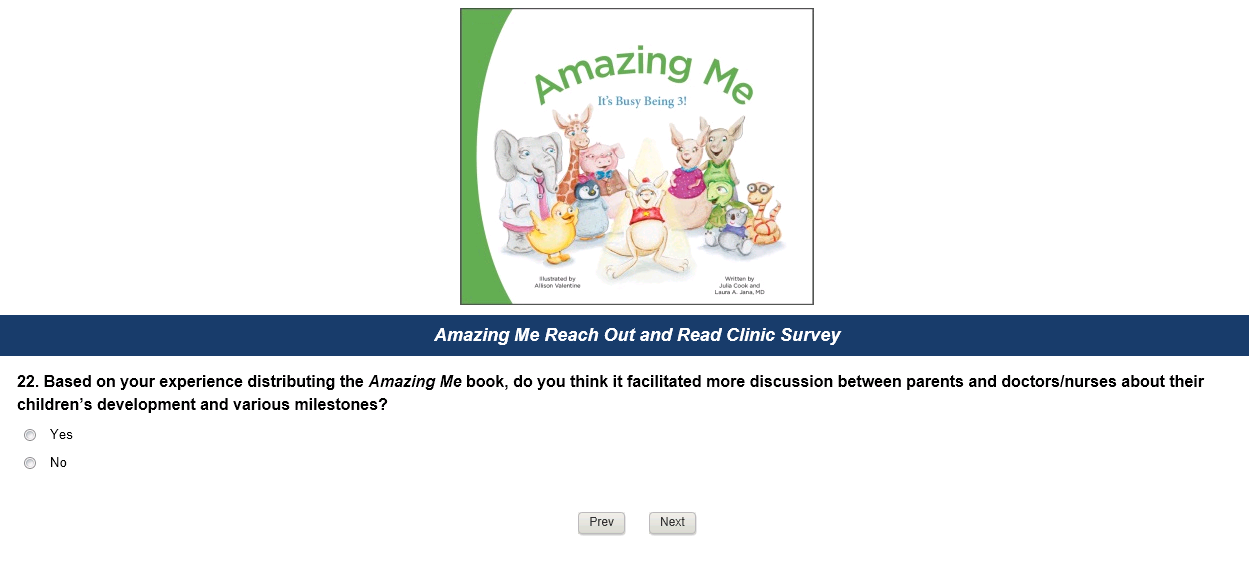 Amazing Me
It's Busy Being 3!
Illustrated by
Allison Valentine
Written by
Julia Cook and
Laura A. Jana, MD
Amazing Me Reach Out and Read Clinic Survey
22. Based on your experience distributing the Amazing Me book, do you think it facilitated more discussion between parents and doctors/nurses about their
children’s development and various milestones?
Yes
No
Prev
Next